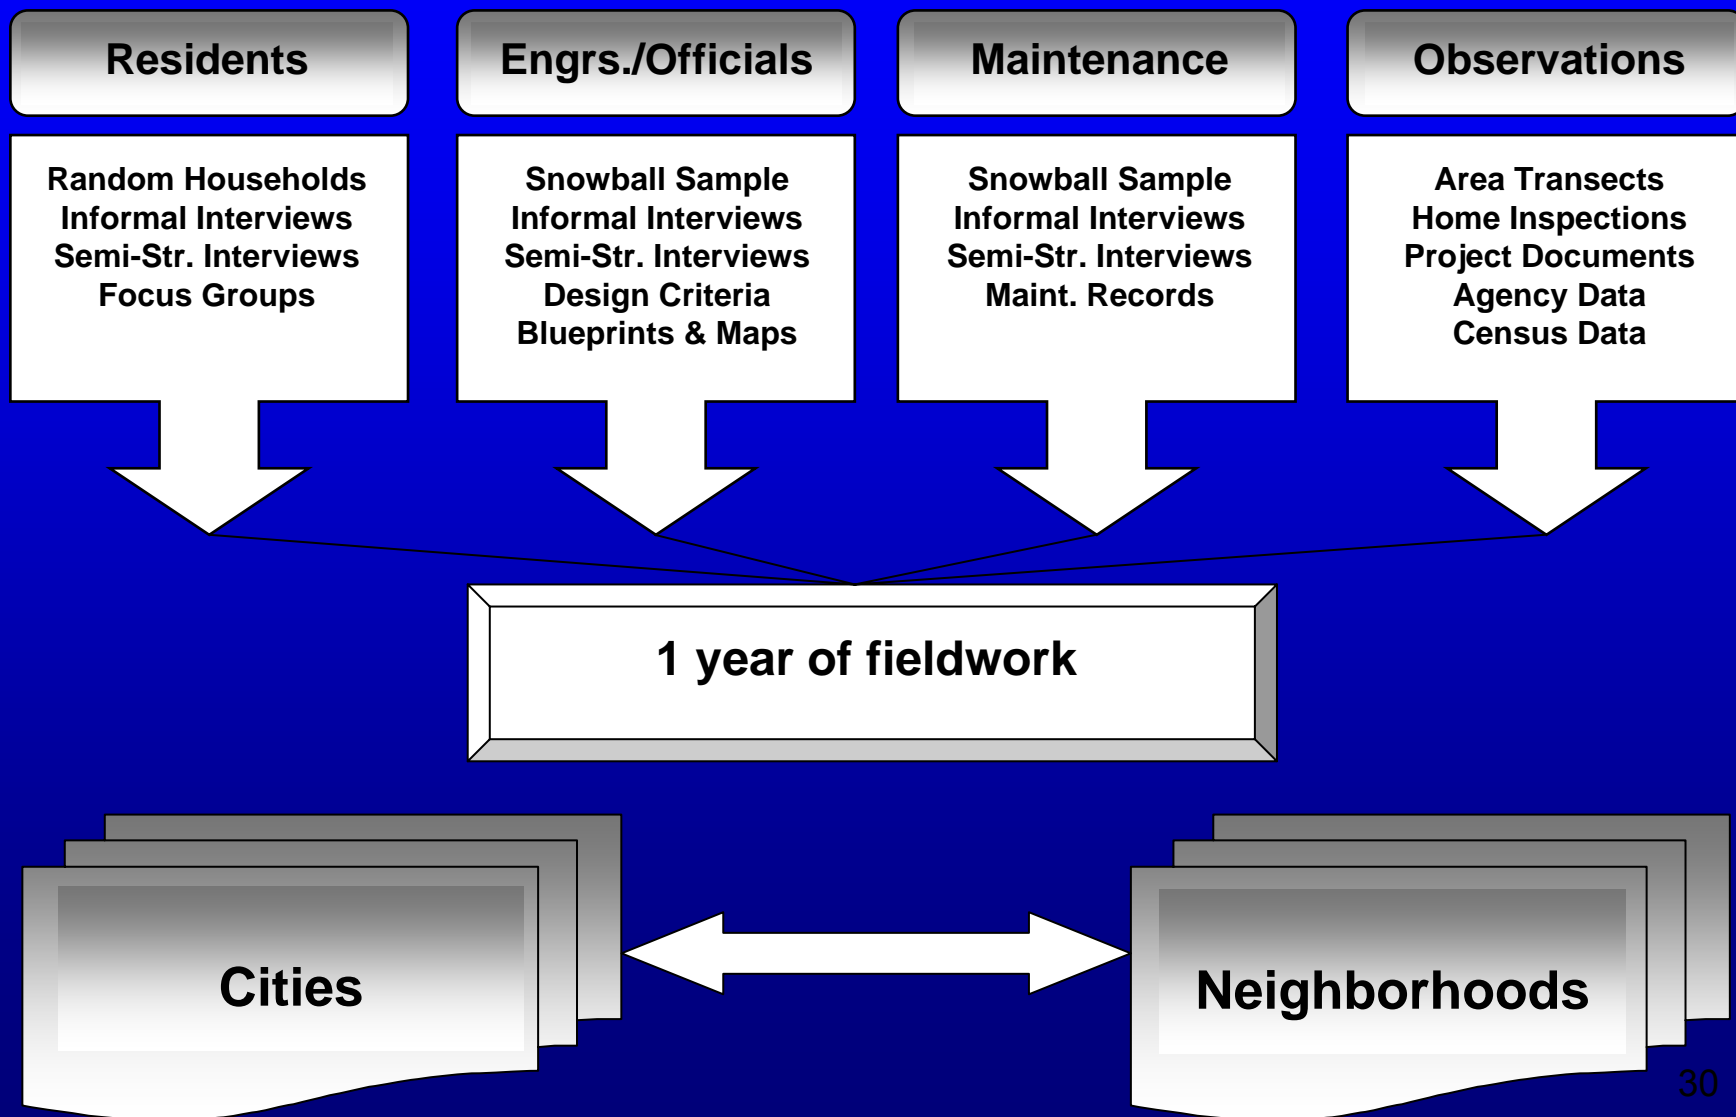 Residents
Engrs./Officials
Maintenance
Observations
Random Households
Informal Interviews
Semi-Str. Interviews
Focus Groups
Snowball Sample
Informal Interviews
Semi-Str. Interviews
Design Criteria
Blueprints & Maps
Snowball Sample
Informal Interviews
Semi-Str. Interviews
Maint. Records
Area Transects
Home Inspections
Project Documents
Agency Data
Census Data
1 year of fieldwork
Cities
Neighborhoods
30